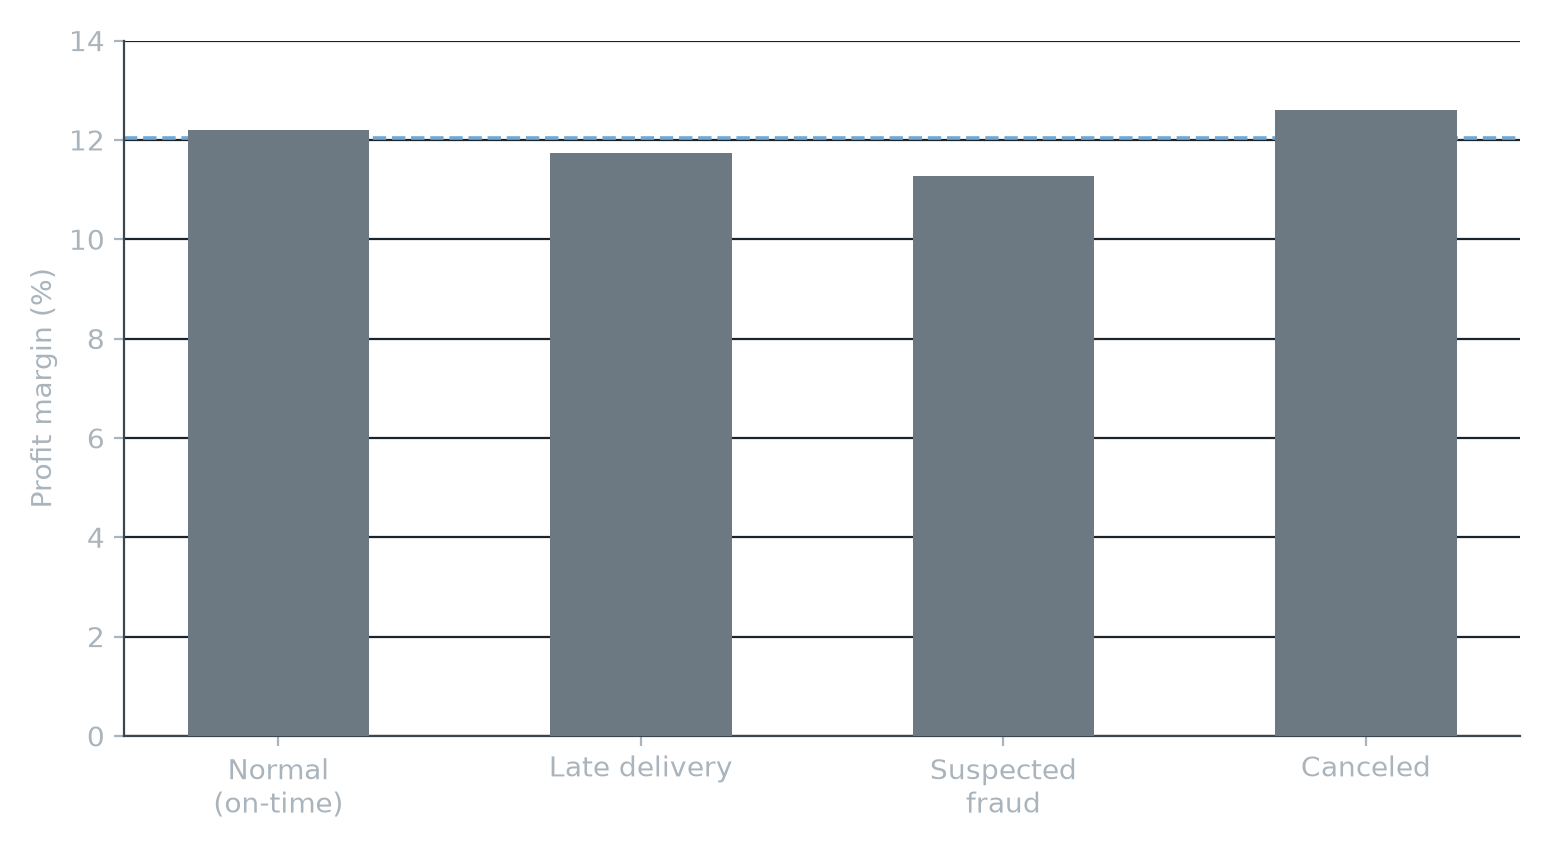 14
12
10
8
6
4
2
0
Profit margin (%)
Normal
(on-time)
Late delivery
Suspected
fraud
Canceled